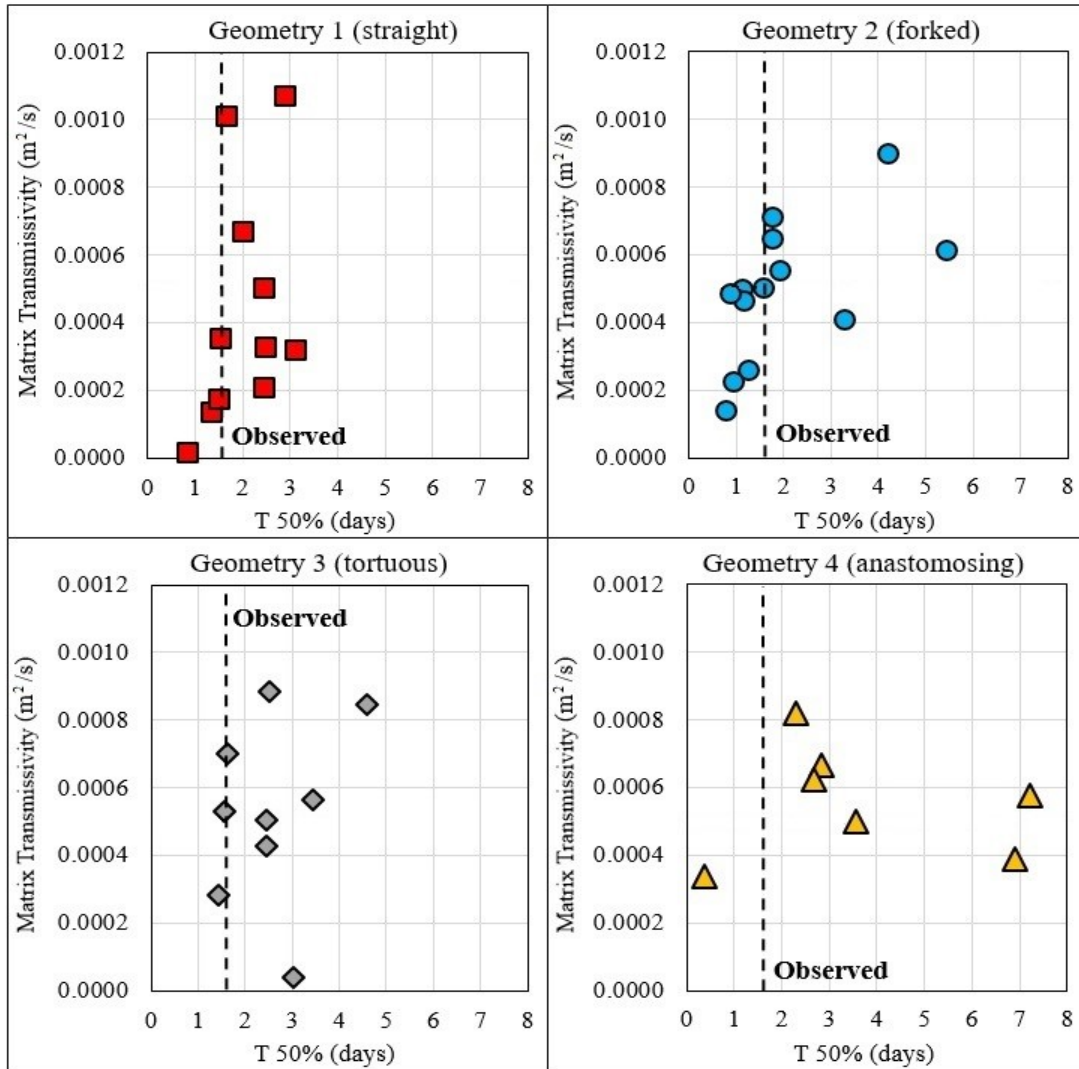 Geometry 1 (straight)
Matrix Transmissivity (m²/s)
0.0012
0.0010
0.0008
0.0006
0.0004
0.0002
0.0000
Observed
0 1 2 3 4 5 6 7 8
T 50% (days)
Geometry 2 (forked)
Matrix Transmissivity (m²/s)
0.0012
0.0010
0.0008
0.0006
0.0004
0.0002
0.0000
Observed
0 1 2 3 4 5 6 7 8
T 50% (days)
Geometry 3 (tortuous)
Matrix Transmissivity (m²/s)
0.0012
0.0010
0.0008
0.0006
0.0004
0.0002
0.0000
Observed
0 1 2 3 4 5 6 7 8
T 50% (days)
Geometry 4 (anastomosing)
Matrix Transmissivity (m²/s)
0.0012
0.0010
0.0008
0.0006
0.0004
0.0002
0.0000
Observed
0 1 2 3 4 5 6 7 8
T 50% (days)